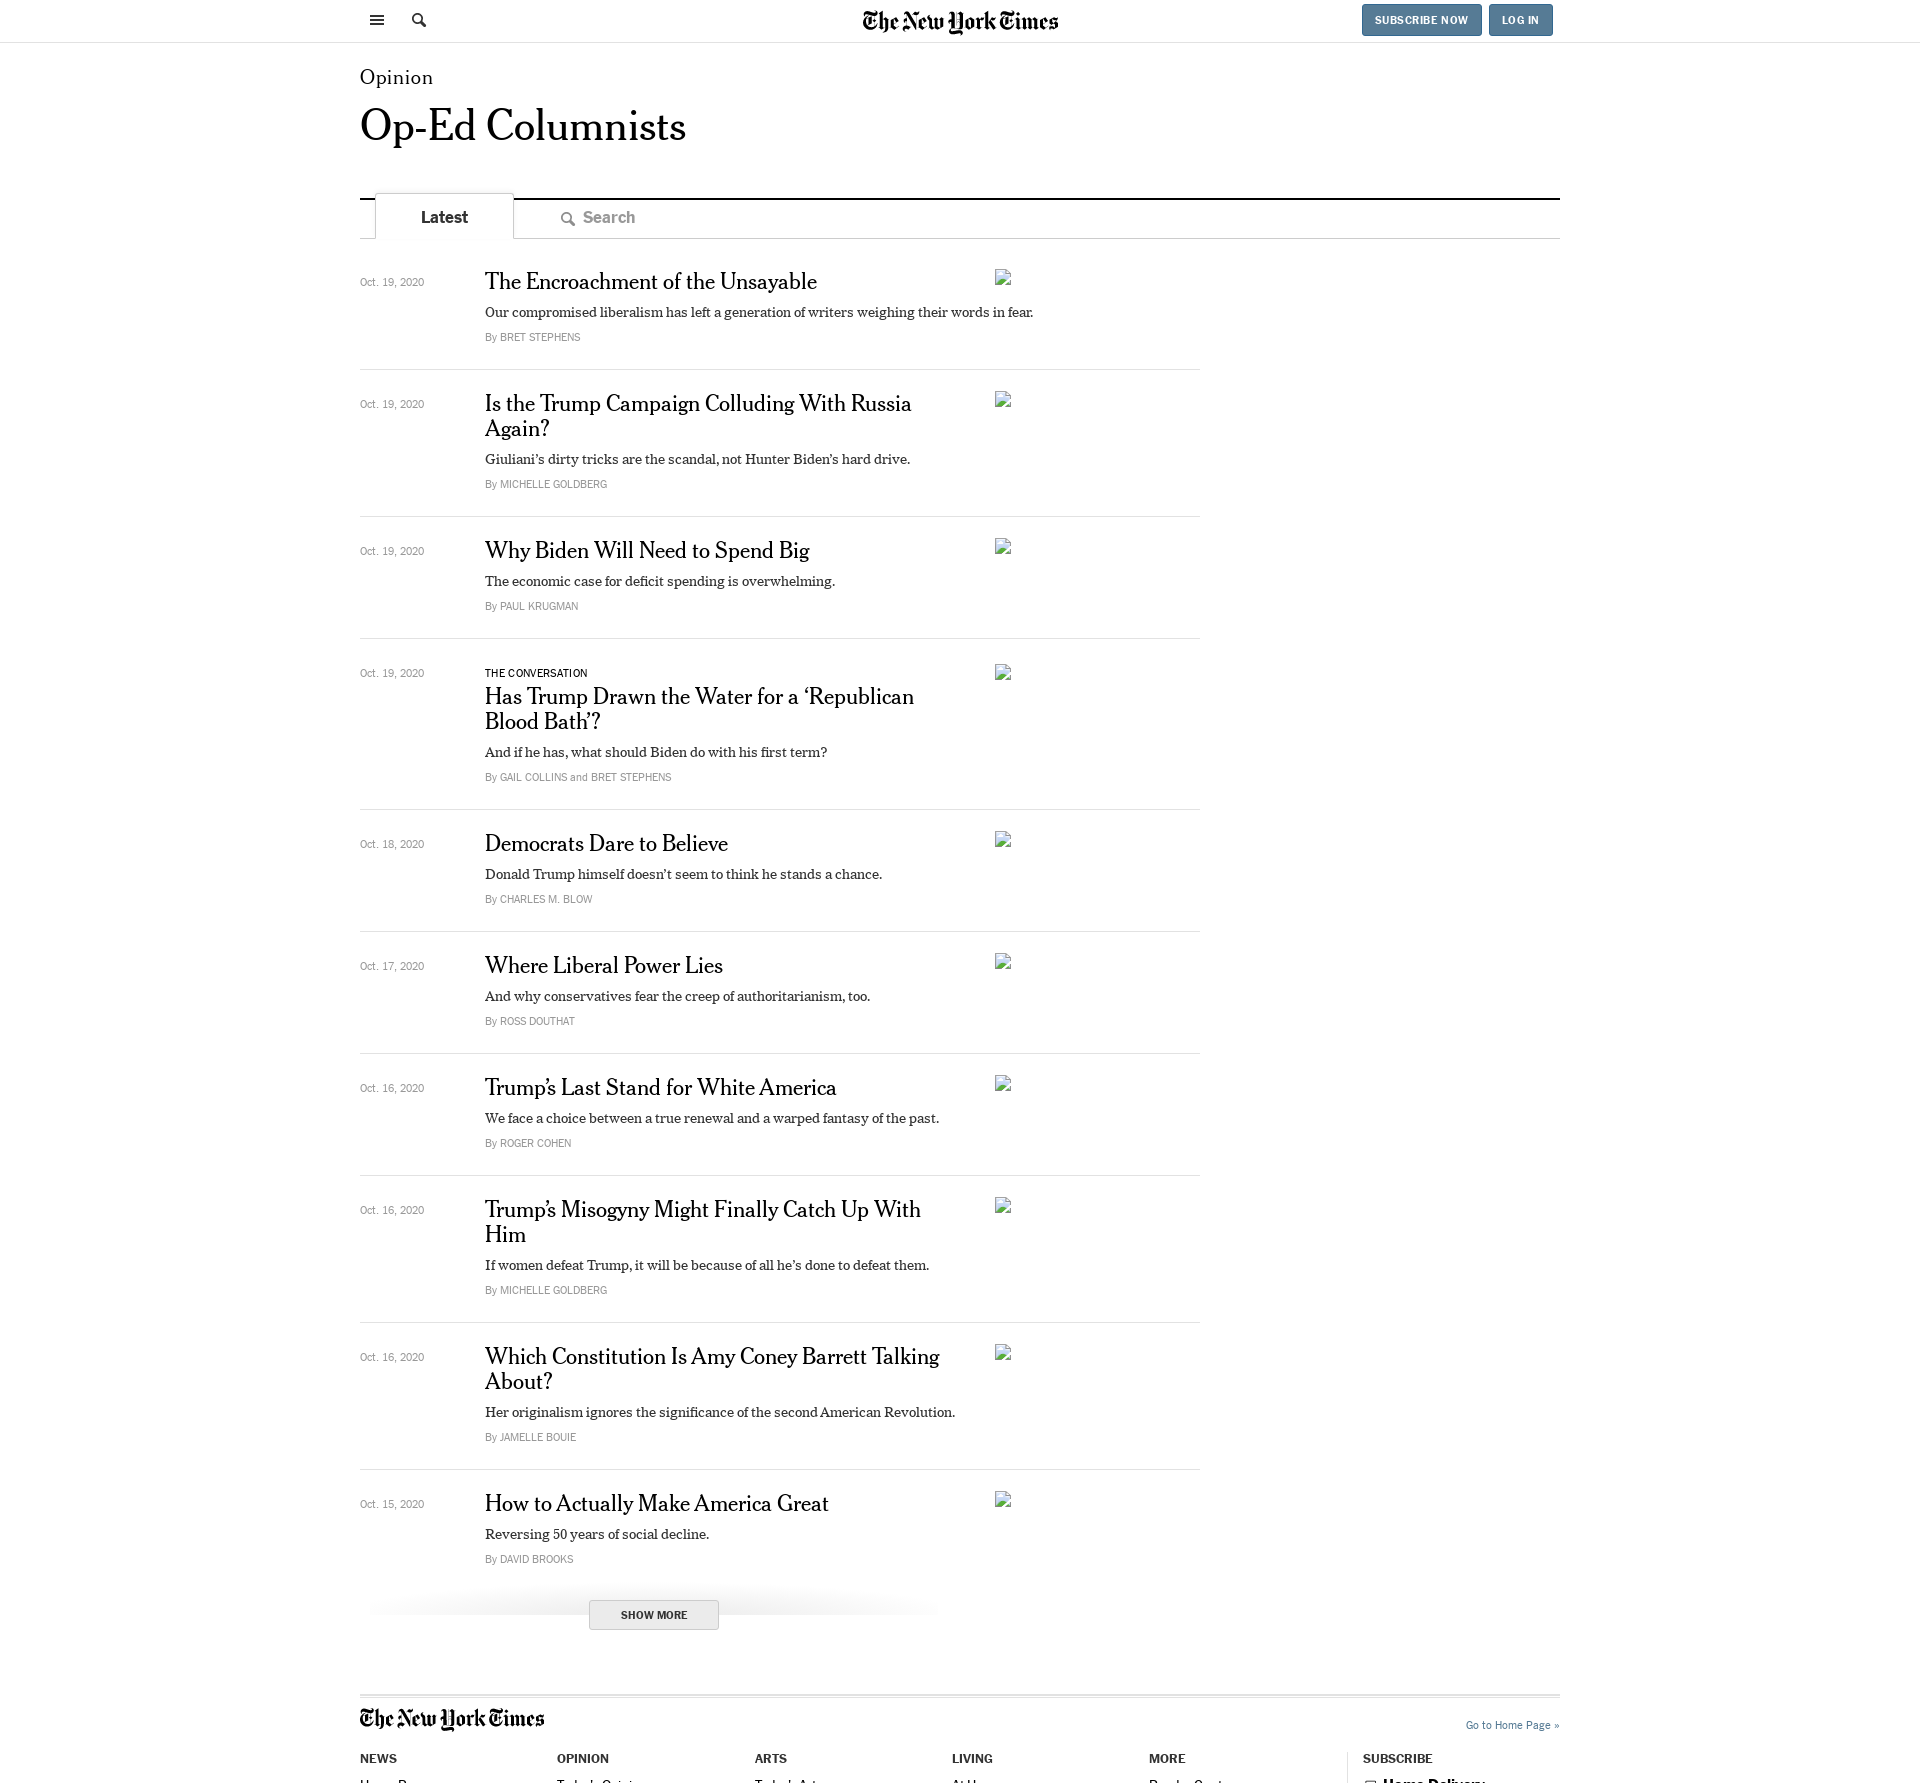 The New York Times
SUBSCRIBE NOW
LOG IN
Opinion
Op-Ed Columnists
Latest
Search
Oct. 19, 2020
The Encroachment of the Unsayable
Our compromised liberalism has left a generation of writers weighing their words in fear.
By BRET STEPHENS
Oct. 19, 2020
Is the Trump Campaign Colluding With Russia
Again?
Giuliani’s dirty tricks are the scandal, not Hunter Biden’s hard drive.
By MICHELLE GOLDBERG
Oct. 19, 2020
Why Biden Will Need to Spend Big
The economic case for deficit spending is overwhelming.
By PAUL KRUGMAN
Oct. 19, 2020
THE CONVERSATION
Has Trump Drawn the Water for a ‘Republican
Blood Bath’?
And if he has, what should Biden do with his first term?
By GAIL COLLINS and BRET STEPHENS
Oct. 18, 2020
Democrats Dare to Believe
Donald Trump himself doesn’t seem to think he stands a chance.
By CHARLES M. BLOW
Oct. 17, 2020
Where Liberal Power Lies
And why conservatives fear the creep of authoritarianism, too.
By ROSS DOUTHAT
Oct. 16, 2020
Trump’s Last Stand for White America
We face a choice between a true renewal and a warped fantasy of the past.
By ROGER COHEN
Oct. 16, 2020
Trump’s Misogyny Might Finally Catch Up With
Him
If women defeat Trump, it will be because of all he’s done to defeat them.
By MICHELLE GOLDBERG
Oct. 16, 2020
Which Constitution Is Amy Coney Barrett Talking
About?
Her originalism ignores the significance of the second American Revolution.
By JAMELLE BOUIE
Oct. 15, 2020
How to Actually Make America Great
Reversing 50 years of social decline.
By DAVID BROOKS
SHOW MORE
The New York Times
Go to Home Page »
NEWS
OPINION
ARTS
LIVING
MORE
SUBSCRIBE
Home Delivery